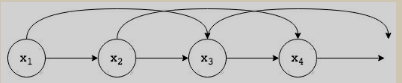 x₁ x₂ x₃ x₄